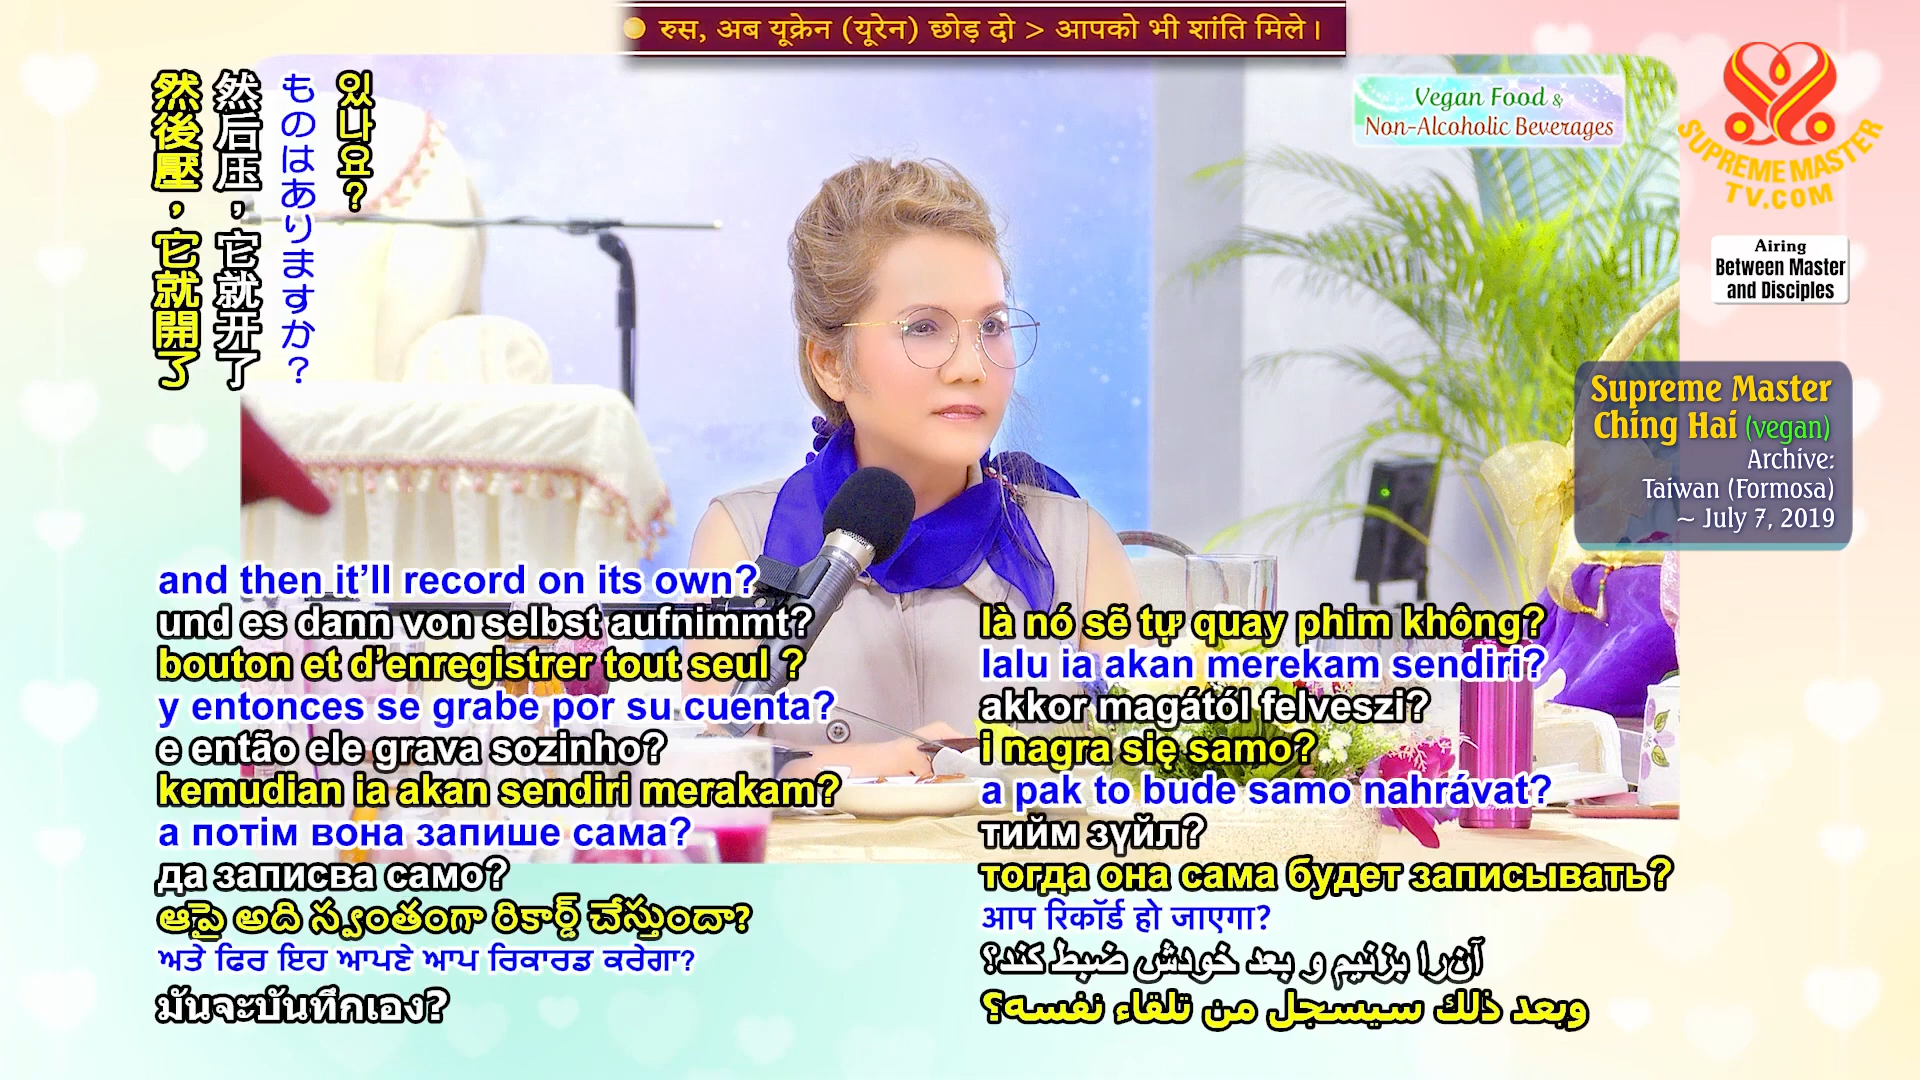 रुस, अब यूक्रेन (यूरेन) छोड़ दो > आपको भी शांति मिले।
Vegan Food &
Non-Alcoholic Beverages
SUPREME MASTER
TV.COM
Airing
Between Master
and Disciples
Supreme Master
Ching Hai (vegan)
Archive:
Taiwan (Formosa)
~ July 7, 2019
있나요?
ものはありますか?
然后压，它就开了
然後壓，它就開了
and then it’ll record on its own?
und es dann von selbst aufnimmt?
bouton et d’enregistrer tout seul ?
y entonces se grabe por su cuenta?
e então ele grava sozinho?
kemudian ia akan sendiri merakam?
а потім вона запише сама?
да записва само?
ఆపై అది స్వంతంగా రికార్డ్ చేస్తుందా?
ਅਤੇ ਫਿਰ ਇਹ ਆਪਣੇ ਆਪ ਰਿਕਾਰਡ ਕਰੇਗਾ?
มันจะบันทึกเอง?
là nó sẽ tự quay phim không?
lalu ia akan merekam sendiri?
akkor magától felveszi?
i nagra się samo?
a pak to bude samo nahrávat?
тийм зүйл?
тогда она сама будет записывать?
आप रिकॉर्ड हो जाएगा?
آن‌را بزنیم و بعد خودش ضبط کند؟
وبعد ذلك سيسجل من تلقاء نفسه؟